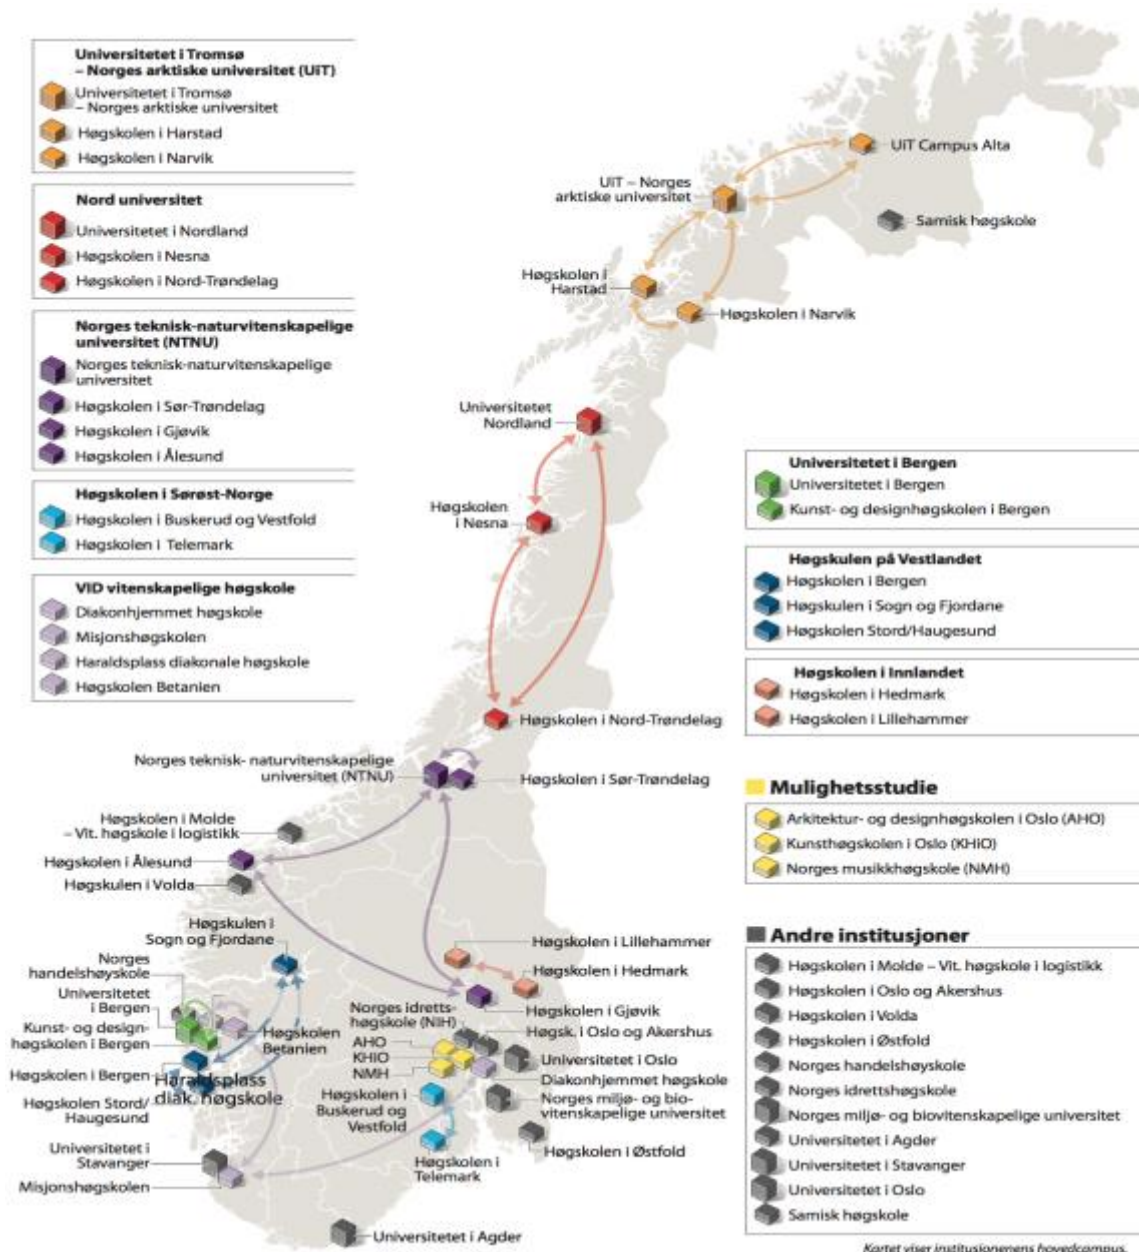 Universitetet i Tromsø
– Norges arktiske universitet (UiT)
Universitetet i Tromsø
– Norges arktiske universitet
Høgskolen i Harstad
Høgskolen i Narvik
Nord universitet
Universitetet i Nordland
Høgskolen i Nesna
Høgskolen i Nord-Trøndelag
Norges teknisk-naturvitenskapelige
universitet (NTNU)
Norges teknisk-naturvitenskapelige
universitet
Høgskolen i Sør-Trøndelag
Høgskolen i Gjøvik
Høgskolen i Ålesund
Høgskolen i Sørøst-Norge
Høgskolen i Buskerud og Vestfold
Høgskolen i Telemark
VID vitenskapelige høgskole
Diakonhjemmet høgskole
Misjonshøgskolen
Haraldsplass diakonale høgskole
Høgskolen Betanien
UiT Campus Alta
UiT – Norges
arktiske universitet
Samisk høgskole
Høgskolen i
Harstad
Høgskolen i Narvik
Universitetet
Nordland
Høgskolen
i Nesna
Høgskolen i Nord-Trøndelag
Norges teknisk- naturvitenskapelige
universitet (NTNU)
Høgskolen i Sør-Trøndelag
Høgskolen i Molde
– Vit. høgskole i logistikk
Høgskolen i Ålesund
Høgskulen i Volda
Høgskulen i
Sogn og Fjordane
Norges
handelshøyskole
Universitetet
i Bergen
Kunst- og design-
høgskolen i Bergen
Høgskolen
Betanien
Høgskolen i Bergen
Haraldsplass
diak. høgskole
Høgskolen Stord/
Haugesund
Universitetet i
Stavanger
Misjonshøgskolen
Universitetet i Agder
Høgskolen i Lillehammer
Høgskolen i Hedmark
Høgskolen i Gjøvik
Norges idretts-
høgskole (NIH)
Høgsk. i Oslo og Akershus
AHO
KHiO
NMH
Universitetet i Oslo
Diakonhjemmet høgskole
Norges miljø- og bio-
vitenskapelige universitet
Høgskolen i
Buskerud og
Vestfold
Høgskolen i
Telemark
Høgskolen i Østfold
Universitetet i Bergen
Universitetet i Bergen
Kunst- og designhøgskolen i Bergen
Høgskulen på Vestlandet
Høgskolen i Bergen
Høgskulen i Sogn og Fjordane
Høgskolen Stord/Haugesund
Høgskolen i Innlandet
Høgskolen i Hedmark
Høgskolen i Lillehammer
Mulighetsstudie
Arkitektur- og designhøgskolen i Oslo (AHO)
Kunsthøgskolen i Oslo (KHiO)
Norges musikkhøgskole (NMH)
Andre institusjoner
Høgskolen i Molde – Vit. høgskole i logistikk
Høgskolen i Oslo og Akershus
Høgskolen i Volda
Høgskolen i Østfold
Norges handelshøyskole
Norges idrettshøgskole
Norges miljø- og biovitenskapelige universitet
Universitetet i Agder
Universitetet i Stavanger
Universitetet i Oslo
Samisk høgskole
Kartet viser institusjonenens hovedcampus